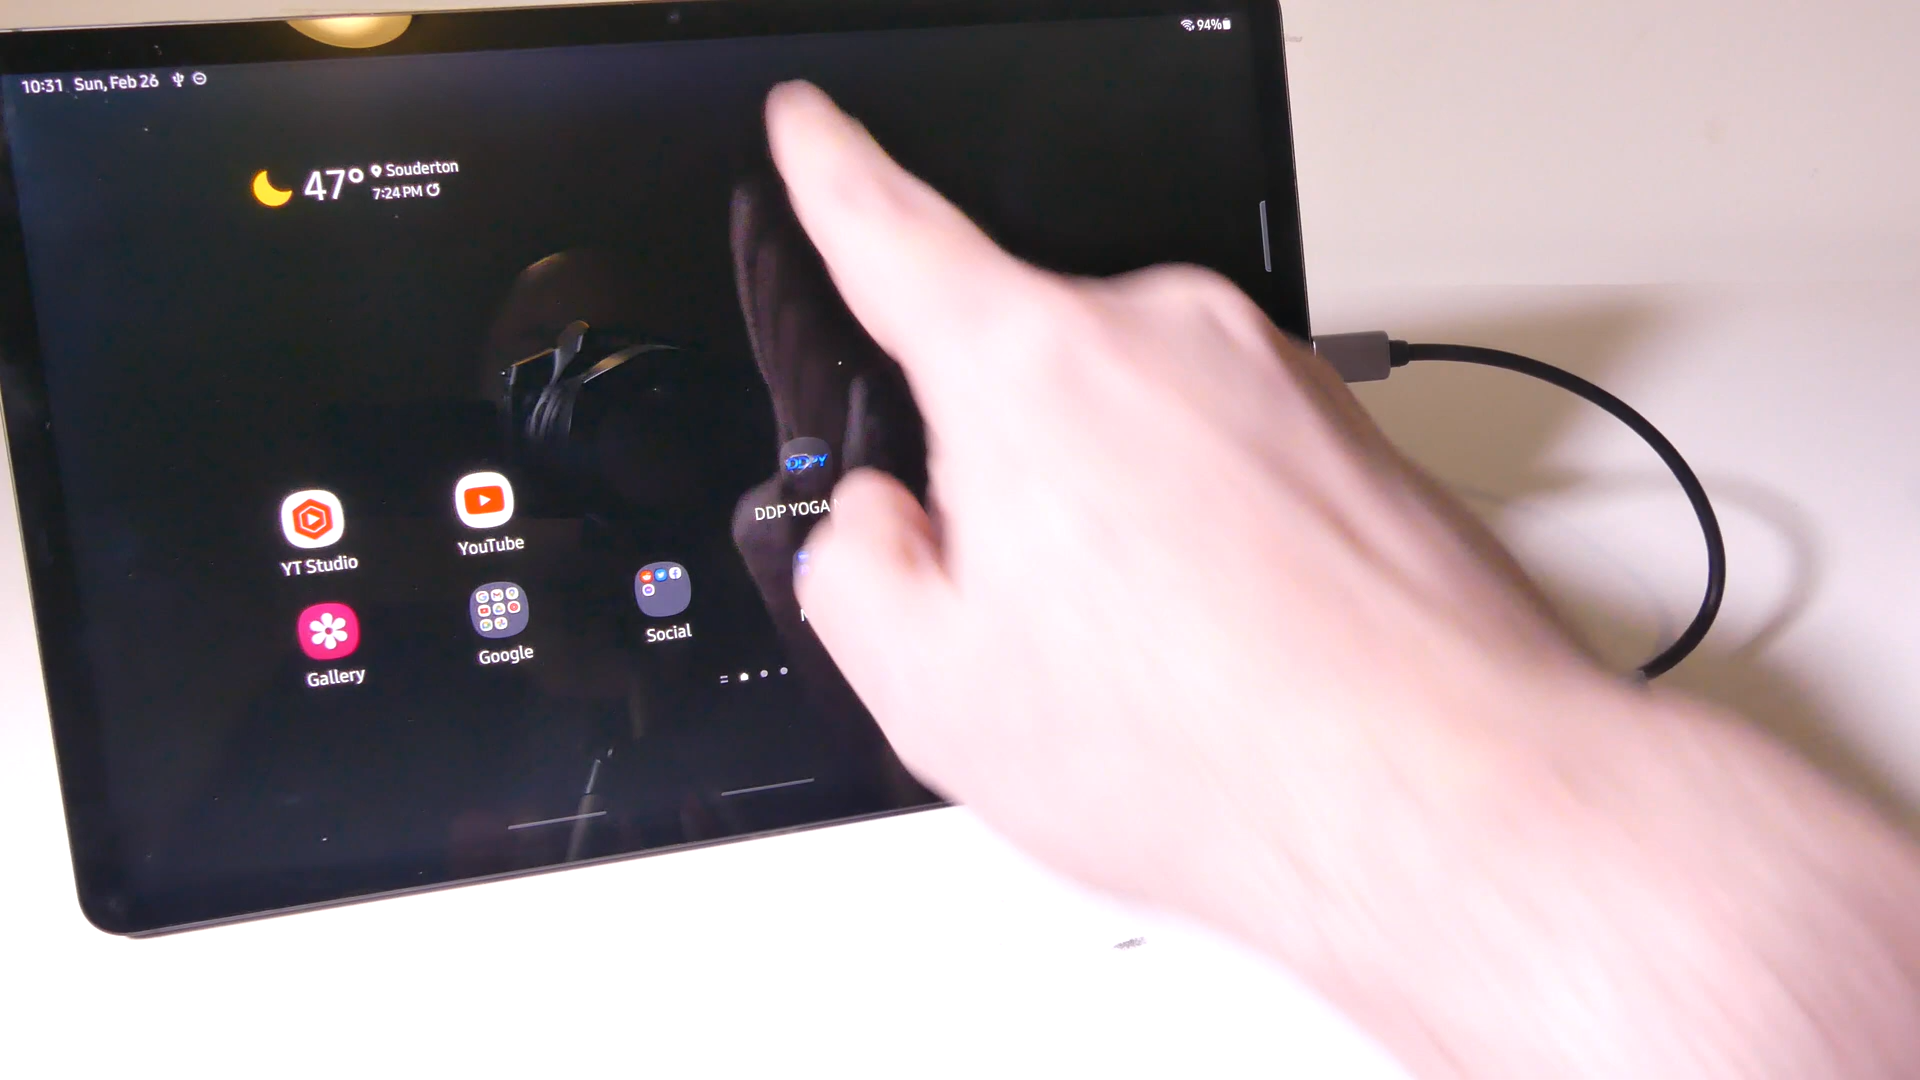 10:31 Sun, Feb 26
94%
47° Souderton
7:24 PM
DDPY
DDP YOGA
YT Studio
YouTube
Gallery
Google
Social